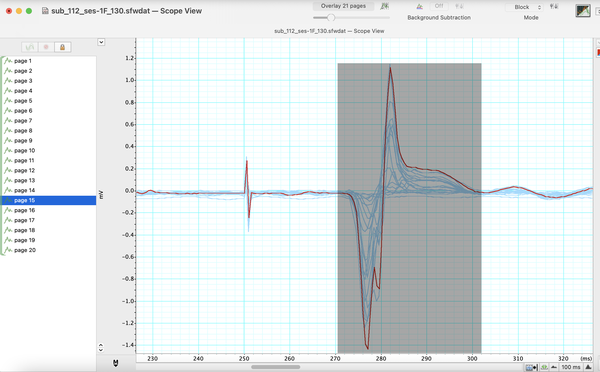 sub_112_ses-1F_130.sfwdat — Scope View
Overlay 21 pages
Off
Block
Background Subtraction
Mode
sub_112_ses-1F_130.sfwdat — Scope View
page 1
page 2
page 3
page 4
page 5
page 6
page 7
page 8
page 9
page 10
page 11
page 12
page 13
page 14
page 15
page 16
page 17
page 18
page 19
page 20
1.2
1.0
0.8
0.6
0.4
0.2
0.0
-0.2
-0.4
-0.6
-0.8
-1.0
-1.2
-1.4
mV
230 240 250 260 270 280 290 300 310 320 (ms)
100 ms